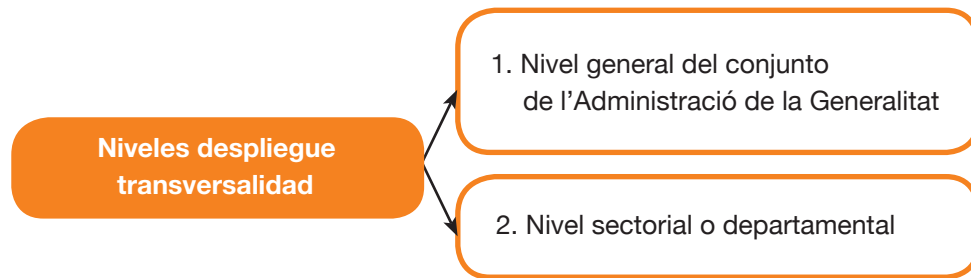 Niveles despliegue
transversalidad
1. Nivel general del conjunto
de l'Administració de la Generalitat
2. Nivel sectorial o departamental